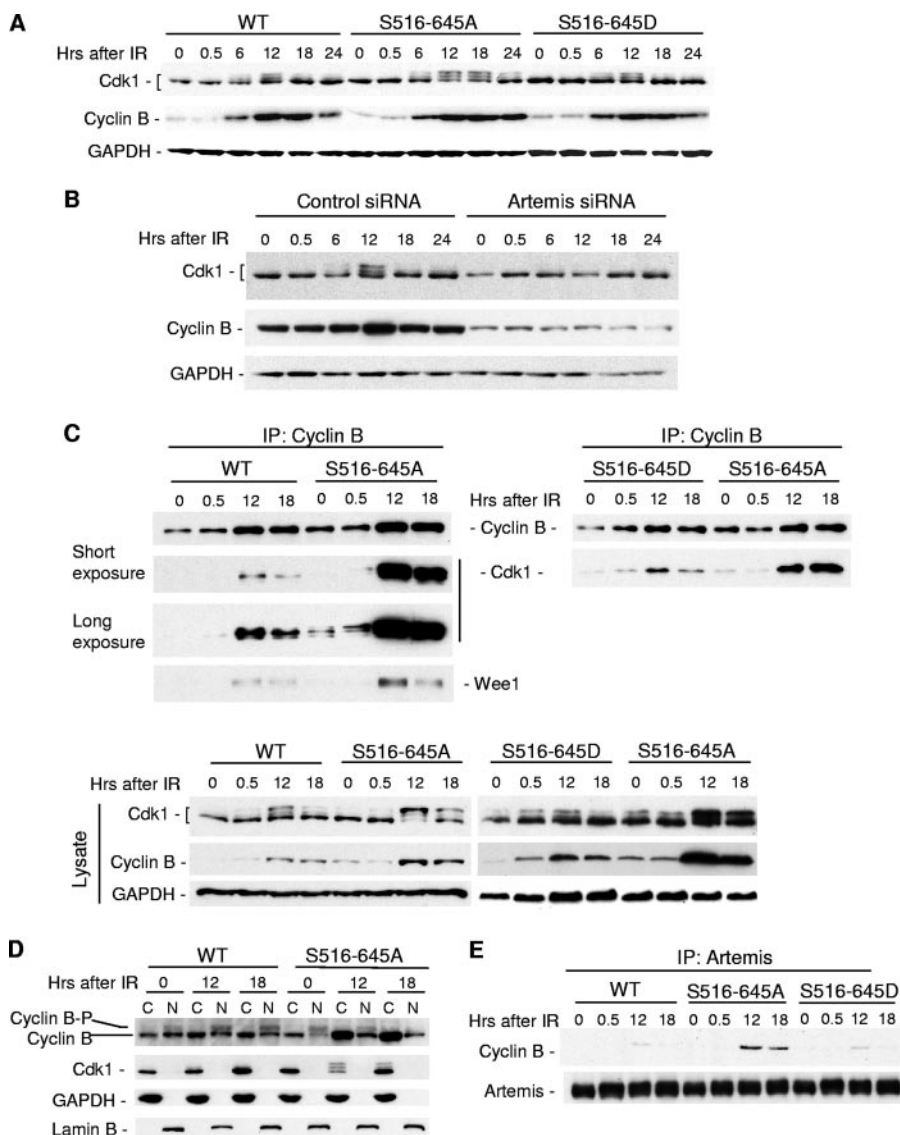 A
WT S516-645A S516-645D
Hrs after IR 0 0.5 6 12 18 24 0 0.5 6 12 18 24 0 0.5 6 12 18 24
Cdk1 - [
Cyclin B -
GAPDH -
B
Control siRNA Artemis siRNA
Hrs after IR 0 0.5 6 12 18 24 0 0.5 6 12 18 24
Cdk1 - [
Cyclin B -
GAPDH -
C
IP: Cyclin B IP: Cyclin B
WT S516-645A S516-645D S516-645A
0 0.5 12 18 0 0.5 12 18 Hrs after IR 0 0.5 12 18 0 0.5 12 18
- Cyclin B -
Short exposure
- Cdk1 -
Long exposure
- Wee1
WT S516-645A S516-645D S516-645A
Hrs after IR 0 0.5 12 18 0 0.5 12 18 0 0.5 12 18 0 0.5 12 18
Lysate
Cdk1 - [
Cyclin B -
GAPDH -
D
WT S516-645A
Hrs after IR 0 12 18 0 12 18
C N C N C N C N C N C N
Cyclin B-P
Cyclin B
Cdk1 -
GAPDH -
Lamin B -
E
IP: Artemis
WT S516-645A S516-645D
Hrs after IR 0 0.5 12 18 0 0.5 12 18 0 0.5 12 18
Cyclin B -
Artemis -